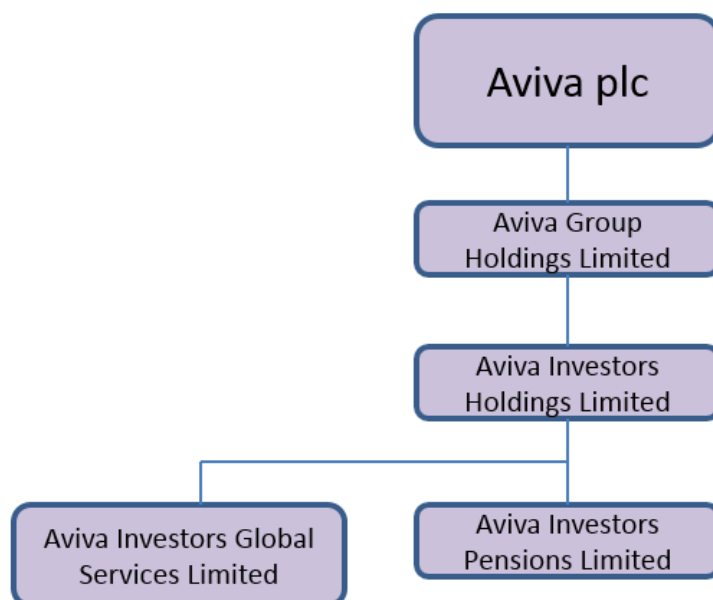 Aviva plc
Aviva Group
Holdings Limited
Aviva Investors
Holdings Limited
Aviva Investors Global
Services Limited
Aviva Investors
Pensions Limited